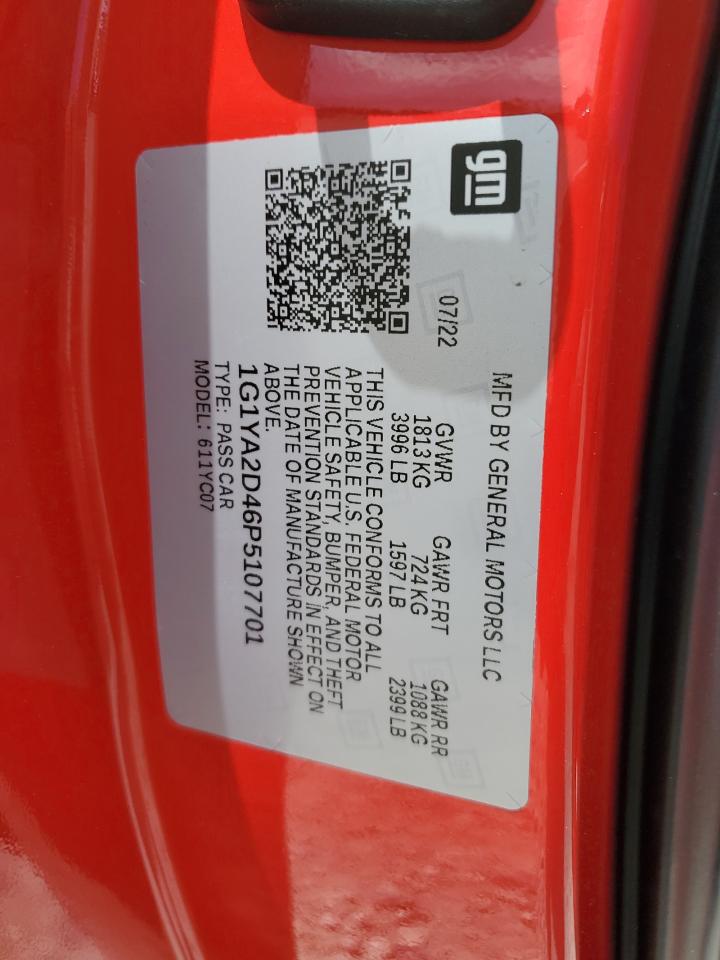 gm
MFD BY GENERAL MOTORS LLC
07/22
GVWR GAWR FRT GAWR RR
1813 KG 724 KG 1088 KG
3996 LB 1597 LB 2399 LB
THIS VEHICLE CONFORMS TO ALL
APPLICABLE U.S. FEDERAL MOTOR
VEHICLE SAFETY, BUMPER, AND THEFT
PREVENTION STANDARDS IN EFFECT ON
THE DATE OF MANUFACTURE SHOWN
ABOVE.
1G1YA2D46P5107701
TYPE: PASS CAR
MODEL: 611YC07